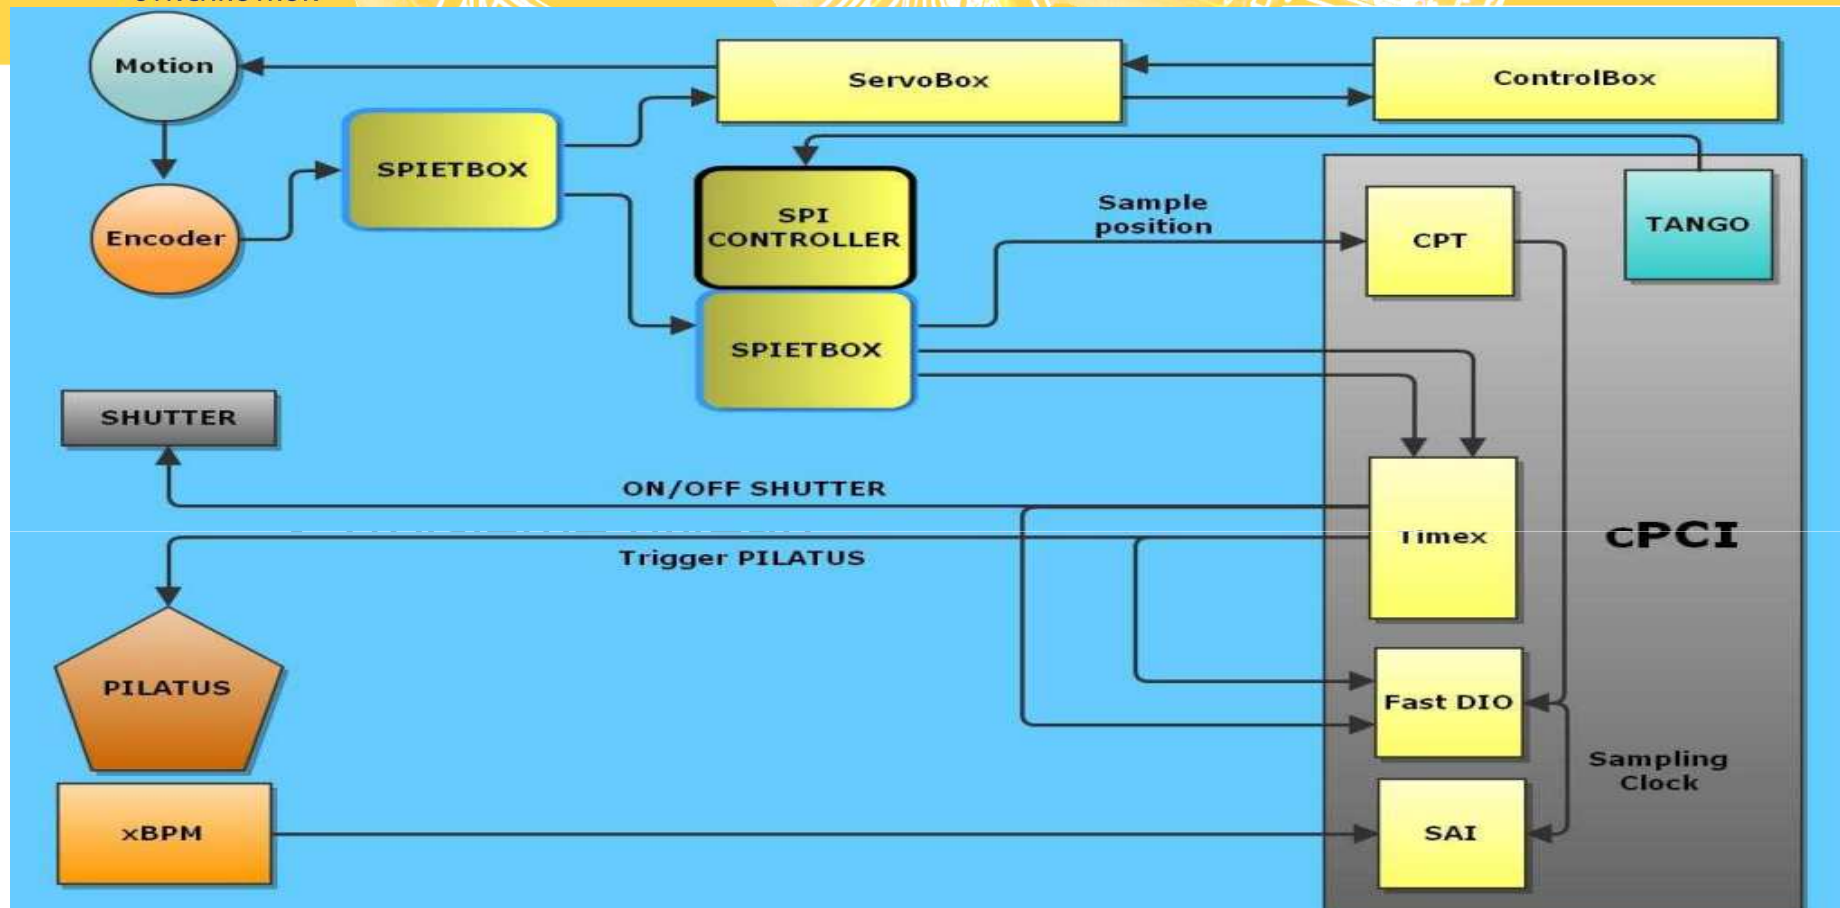 Motion
ServoBox
ControlBox
SPIETBOX
Encoder
SPI
CONTROLLER
Sample
position
CPT
TANGO
SPIETBOX
SHUTTER
ON/OFF SHUTTER
Timex
cPCI
Trigger PILATUS
PILATUS
Fast DIO
Sampling
Clock
xBPM
SAI